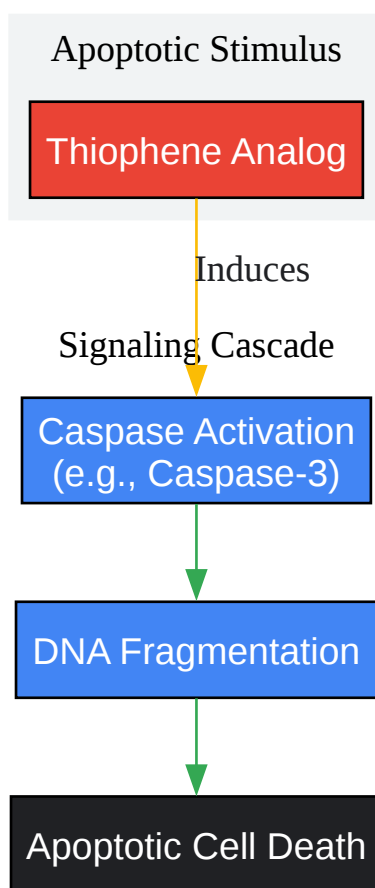 Apoptotic Stimulus
Thiophene Analog
Induces
Signaling Cascade
Caspase Activation
(e.g., Caspase-3)
DNA Fragmentation
Apoptotic Cell Death